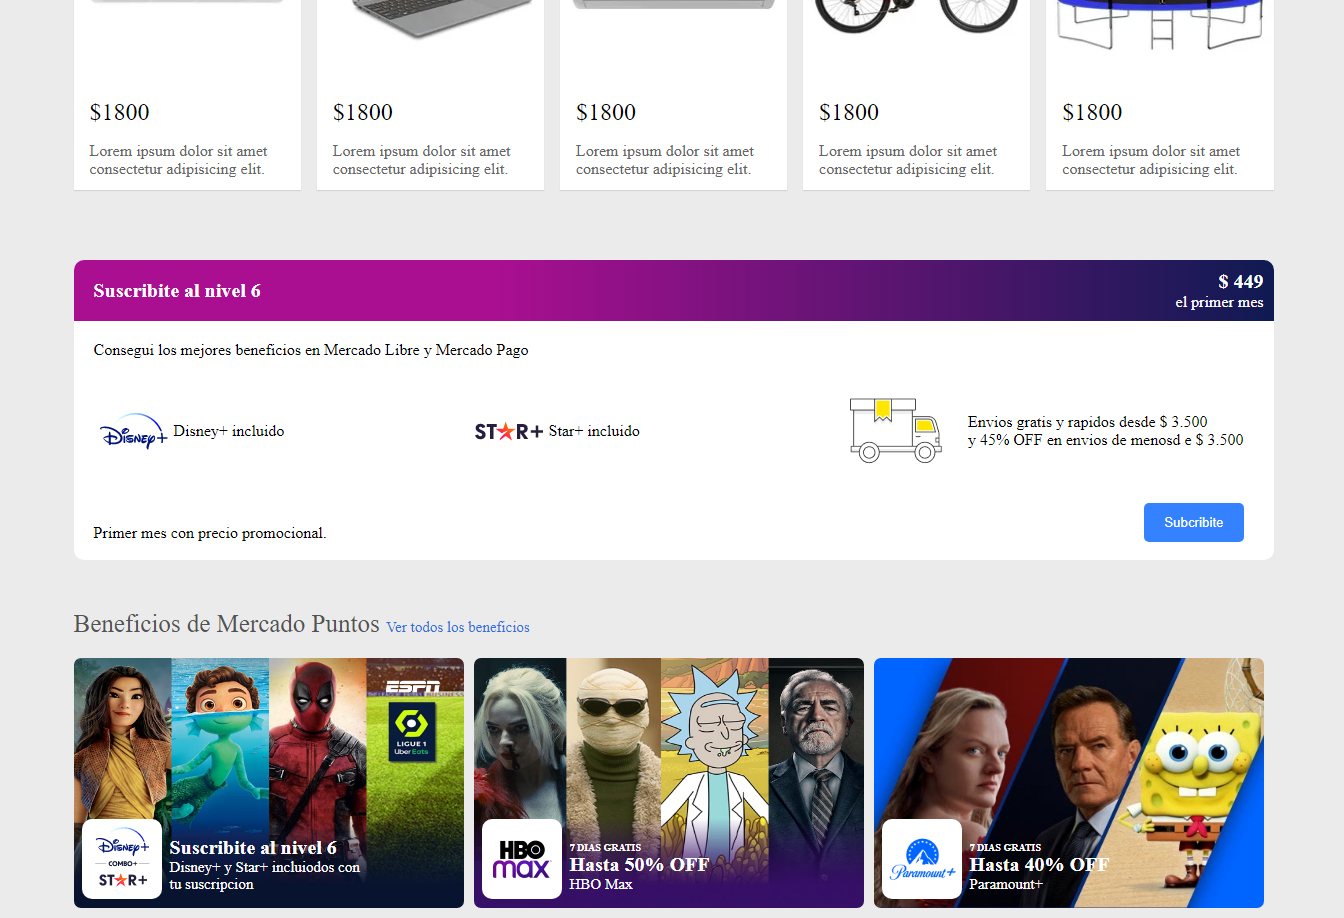 $1800
Lorem ipsum dolor sit amet
consectetur adipisicing elit.
$1800
Lorem ipsum dolor sit amet
consectetur adipisicing elit.
$1800
Lorem ipsum dolor sit amet
consectetur adipisicing elit.
$1800
Lorem ipsum dolor sit amet
consectetur adipisicing elit.
$1800
Lorem ipsum dolor sit amet
consectetur adipisicing elit.
Suscribite al nivel 6
$ 449
el primer mes
Consegui los mejores beneficios en Mercado Libre y Mercado Pago
Disney+ Disney+ incluido
STAR+ Star+ incluido
Envios gratis y rapidos desde $ 3.500
y 45% OFF en envios de menosd e $ 3.500
Primer mes con precio promocional.
Subcribite
Beneficios de Mercado Puntos Ver todos los beneficios
ESPN
LIGUE 1
Uber Eats
Disney+
COMBO+
STAR+
Suscribite al nivel 6
Disney+ y Star+ incluiodos con
tu suscripcion
HBO
max
7 DIAS GRATIS
Hasta 50% OFF
HBO Max
Paramount+
7 DIAS GRATIS
Hasta 40% OFF
Paramount+